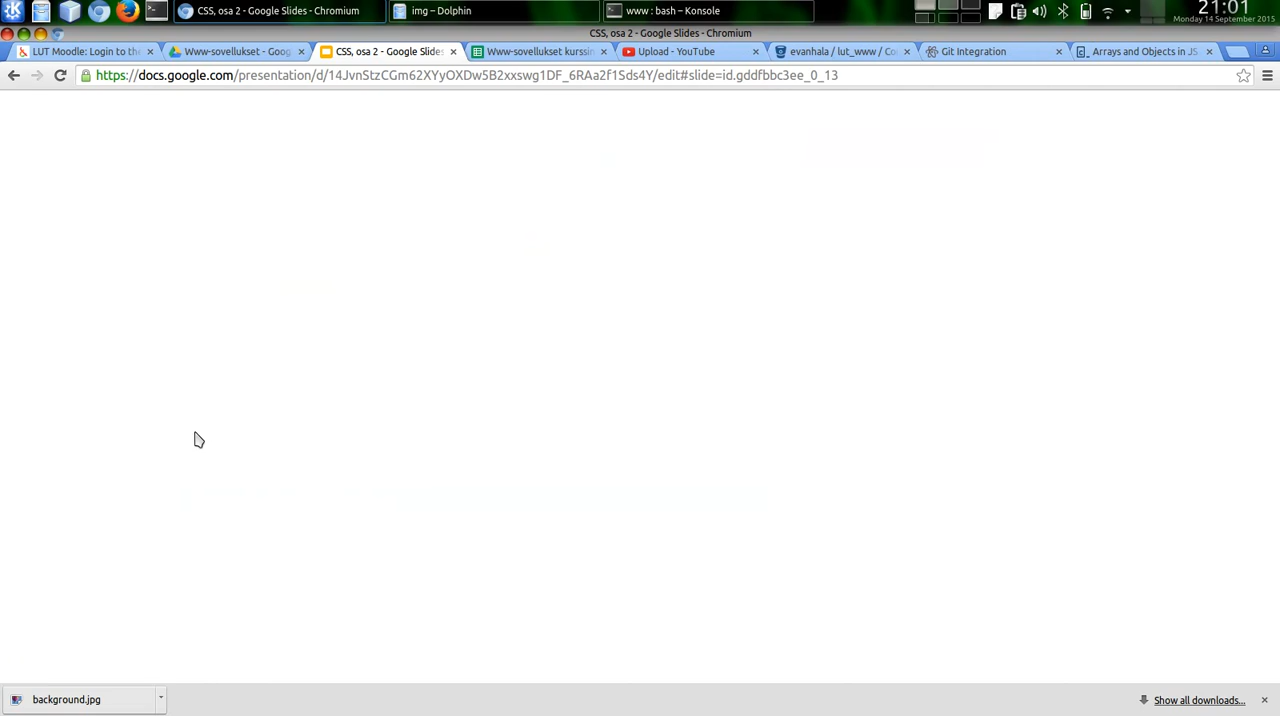 CSS, osa 2 - Google Slides - Chromium
img – Dolphin
www : bash – Konsole
21:01
Monday 14 September 2015
CSS, osa 2 - Google Slides - Chromium
LUT Moodle: Login to the
Www-sovellukset - Goog
CSS, osa 2 - Google Slides
Www-sovellukset kurssin
Upload - YouTube
evanhala / lut_www / Co
Git Integration
Arrays and Objects in JS
https://docs.google.com/presentation/d/14JvnStzCGm62XYyOXDw5B2xxswg1DF_6RAa2f1Sds4Y/edit#slide=id.gddfbbc3ee_0_13
background.jpg
Show all downloads...